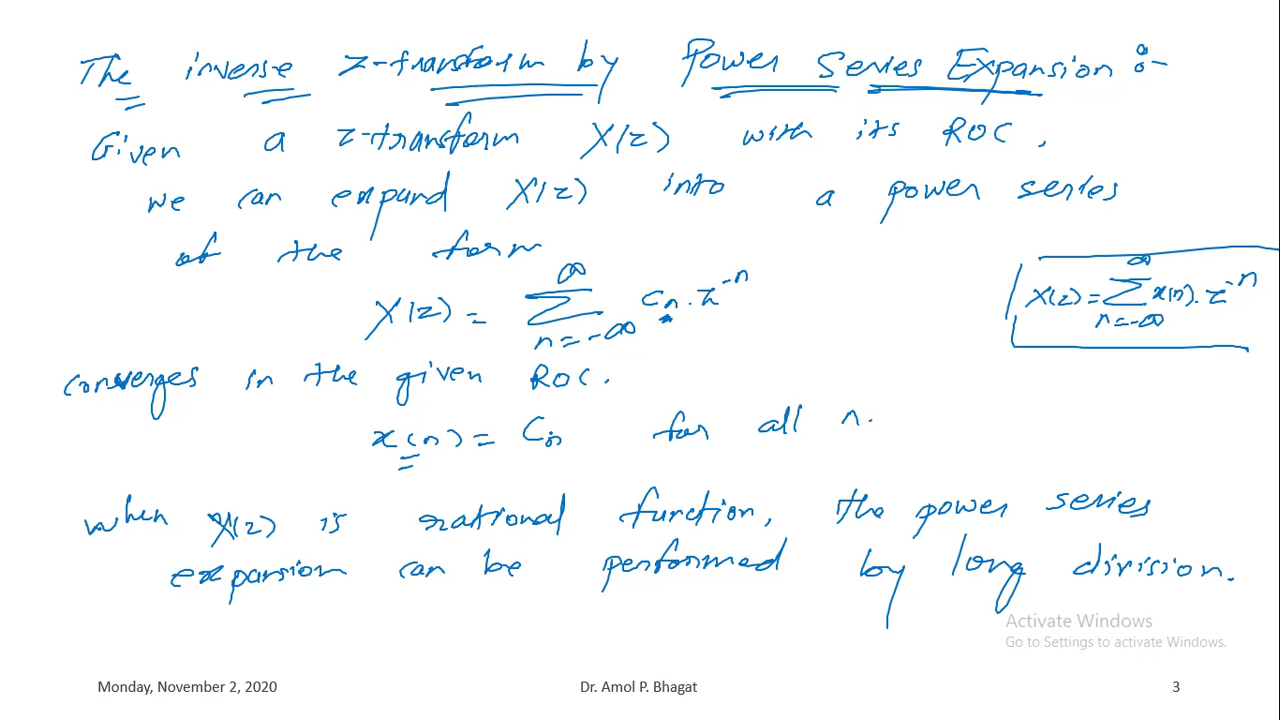 The inverse z-transform by Power Series Expansion :-
Given a z-transform X(z) with its ROC,
we can expand X(z) into a power series
of the form
X(z) = ∑_{n=-∞}^{∞} c_n . z^{-n}
X(z) = ∑_{n=-∞}^{∞} x(n) . z^{-n}
converges in the given ROC.
x(n) = C_n for all n.
when X(z) is rational function, the power series
expansion can be performed by long division.
Activate Windows
Go to Settings to activate Windows.
Monday, November 2, 2020 Dr. Amol P. Bhagat 3